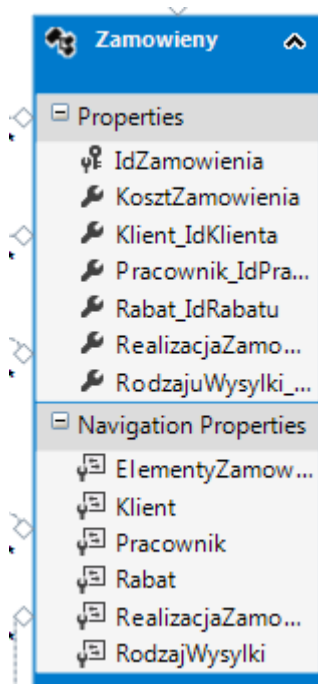 Zamowieny
Properties
IdZamowienia
KosztZamowienia
Klient_IdKlienta
Pracownik_IdPra...
Rabat_IdRabatu
RealizacjaZamo...
RodzajuWysylki_...
Navigation Properties
ElementyZamow...
Klient
Pracownik
Rabat
RealizacjaZamo...
RodzajWysylki